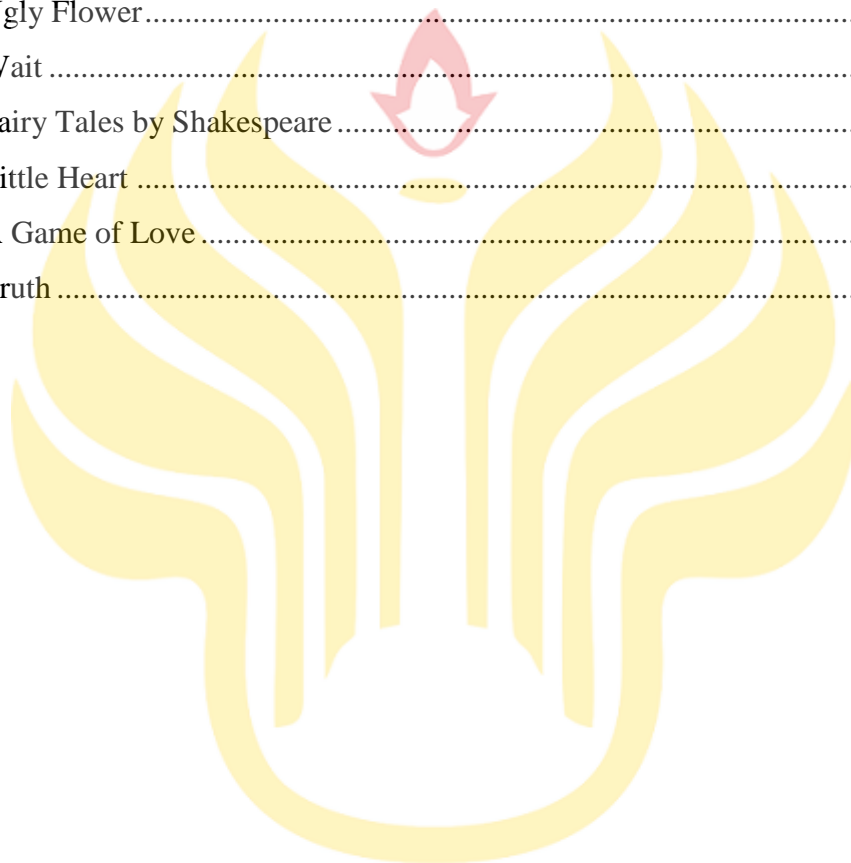 gly Flower........................................................................................
Vait ....................................................................................................
airy Tales by Shakespeare................................................................
ittle Heart .........................................................................................
Game of Love.................................................................................
ruth ...................................................................................................